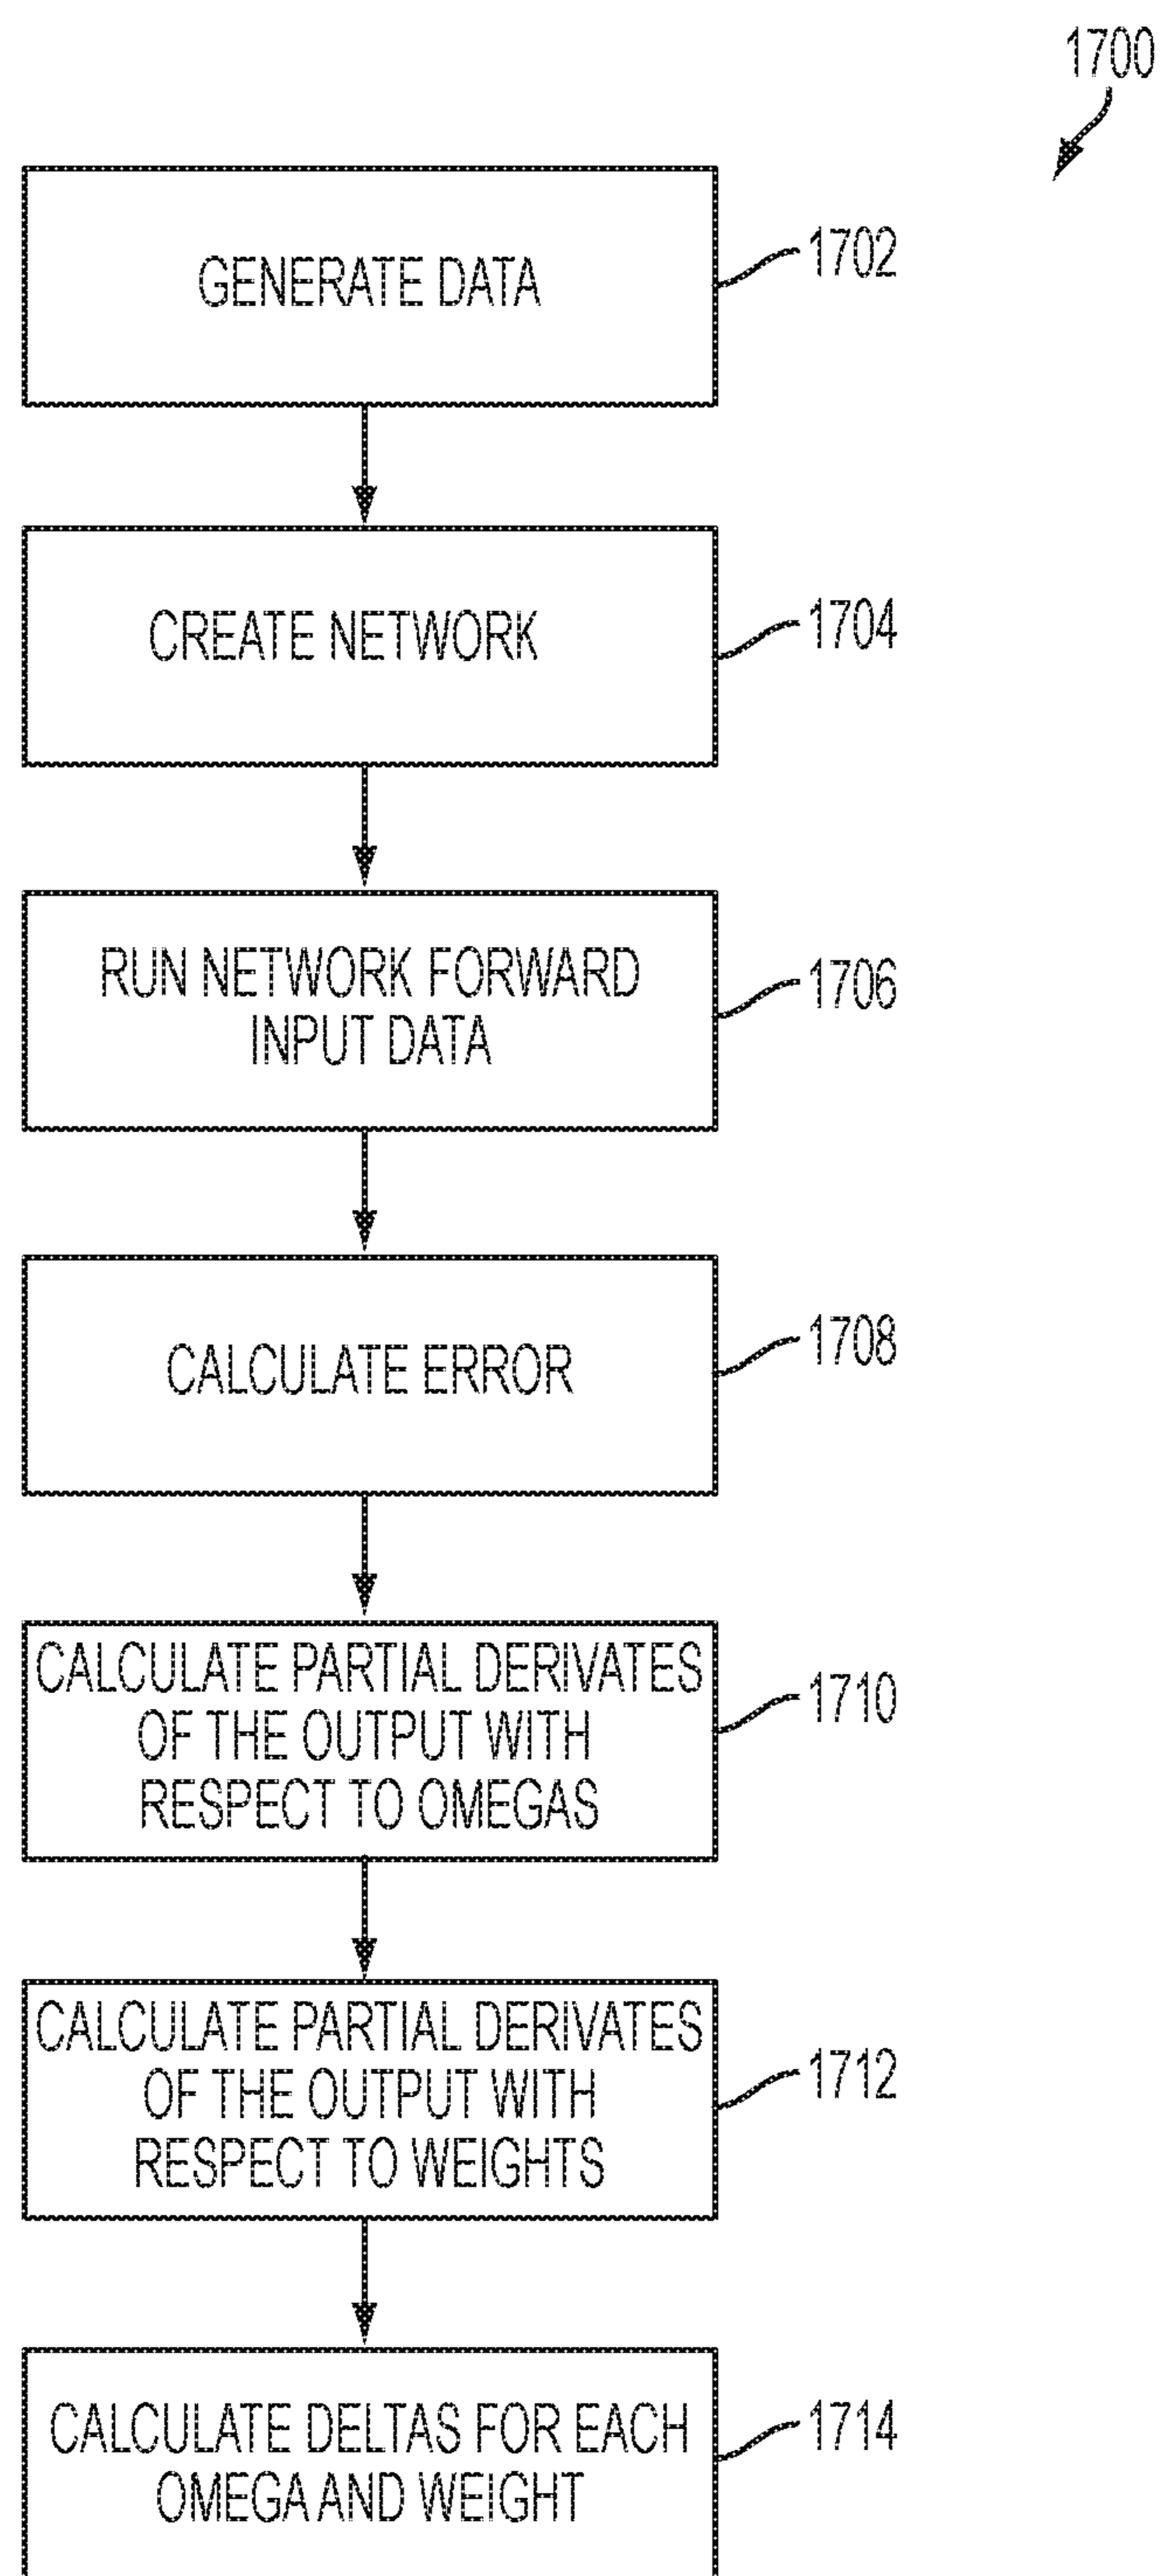 1700
GENERATE DATA
1702
CREATE NETWORK
1704
RUN NETWORK FORWARD
INPUT DATA
1706
CALCULATE ERROR
1708
CALCULATE PARTIAL DERIVATES
OF THE OUTPUT WITH
RESPECT TO OMEGAS
1710
CALCULATE PARTIAL DERIVATES
OF THE OUTPUT WITH
RESPECT TO WEIGHTS
1712
CALCULATE DELTAS FOR EACH
OMEGA AND WEIGHT
1714